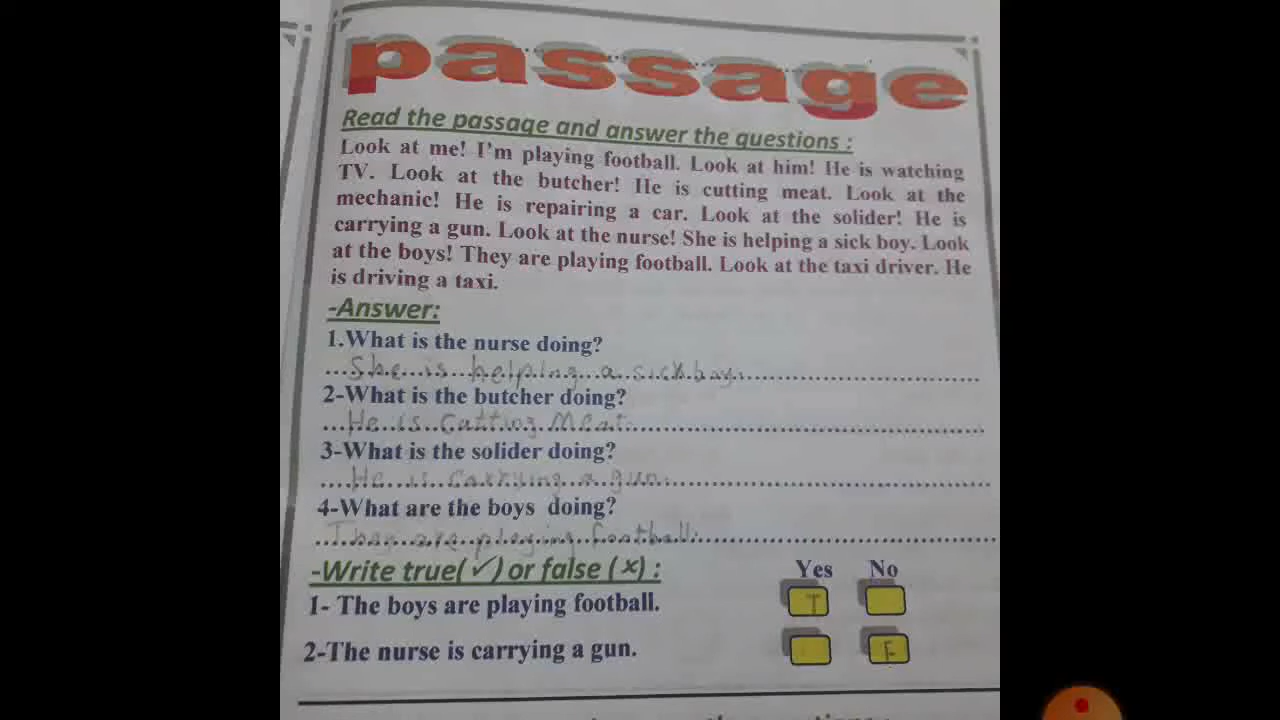 passage
Read the passage and answer the questions :
Look at me! I'm playing football. Look at him! He is watching
TV. Look at the butcher! He is cutting meat. Look at the
mechanic! He is repairing a car. Look at the solider! He is
carrying a gun. Look at the nurse! She is helping a sick boy. Look
at the boys! They are playing football. Look at the taxi driver. He
is driving a taxi.
-Answer:
1.What is the nurse doing?
She is helping a sick boy.
2-What is the butcher doing?
He is Cutting Meat.
3-What is the solider doing?
He is Carrying a gun.
4-What are the boys doing?
They are playing football.
-Write true(✓) or false (×) :
Yes No
1- The boys are playing football.
T
2-The nurse is carrying a gun.
F